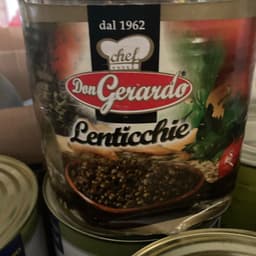 dal 1962
chef
Don Gerardo
Lenticchie